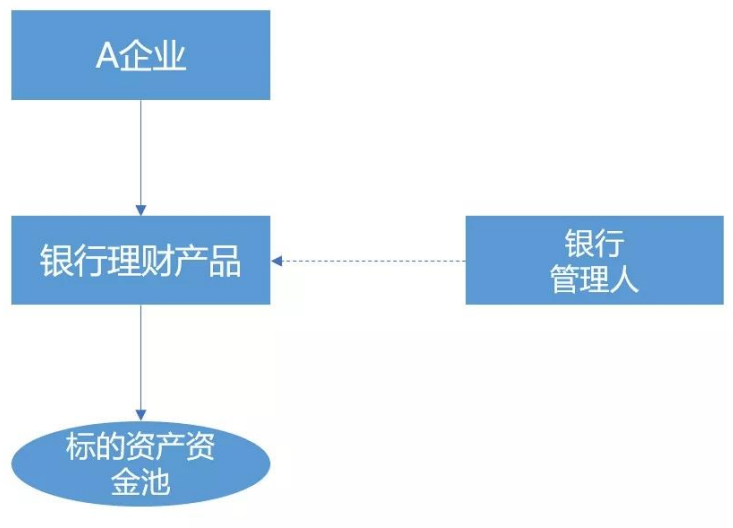 A企业
银行理财产品
银行
管理人
标的资产资
金池